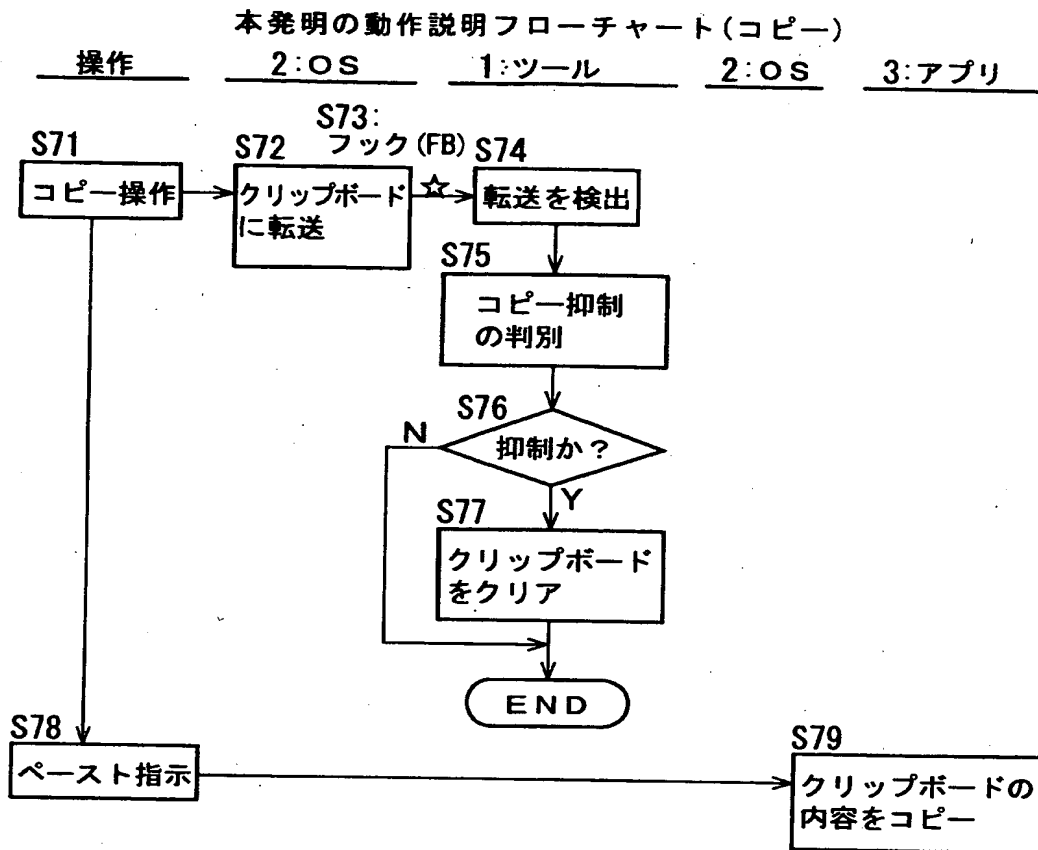 本発明の動作説明フローチャート(コピー)
操作
2:OS
1:ツール
2:OS
3:アプリ
S71
コピー操作
S72
クリップボード
に転送
S73:
フック(FB)
☆
S74
転送を検出
S75
コピー抑制
の判別
S76
抑制か?
N
Y
S77
クリップボード
をクリア
END
S78
ペースト指示
S79
クリップボードの
内容をコピー